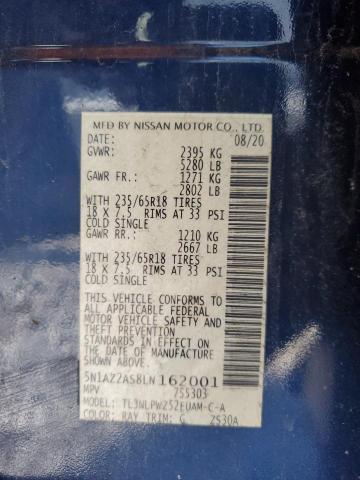 MFD BY NISSAN MOTOR CO., LTD.
DATE: 08/20
GVWR: 2395 KG
5280 LB
GAWR FR: 1271 KG
2802 LB
WITH 235/65R18 TIRES
18 X 7.5 RIMS AT 33 PSI
COLD SINGLE
GAWR RR: 1210 KG
2667 LB
WITH 235/65R18 TIRES
18 X 7.5 RIMS AT 33 PSI
COLD SINGLE
THIS VEHICLE CONFORMS TO
ALL APPLICABLE FEDERAL
MOTOR VEHICLE SAFETY AND
THEFT PREVENTION
STANDARDS IN EFFECT ON
THE DATE OF MANUFACTURE
SHOWN ABOVE.
5N1AZ2AS8LN162001
MPV 755303
MODEL: TL3NLPWZ52EUAM-C-A
COLOR: RAY TRIM: G ZS30A